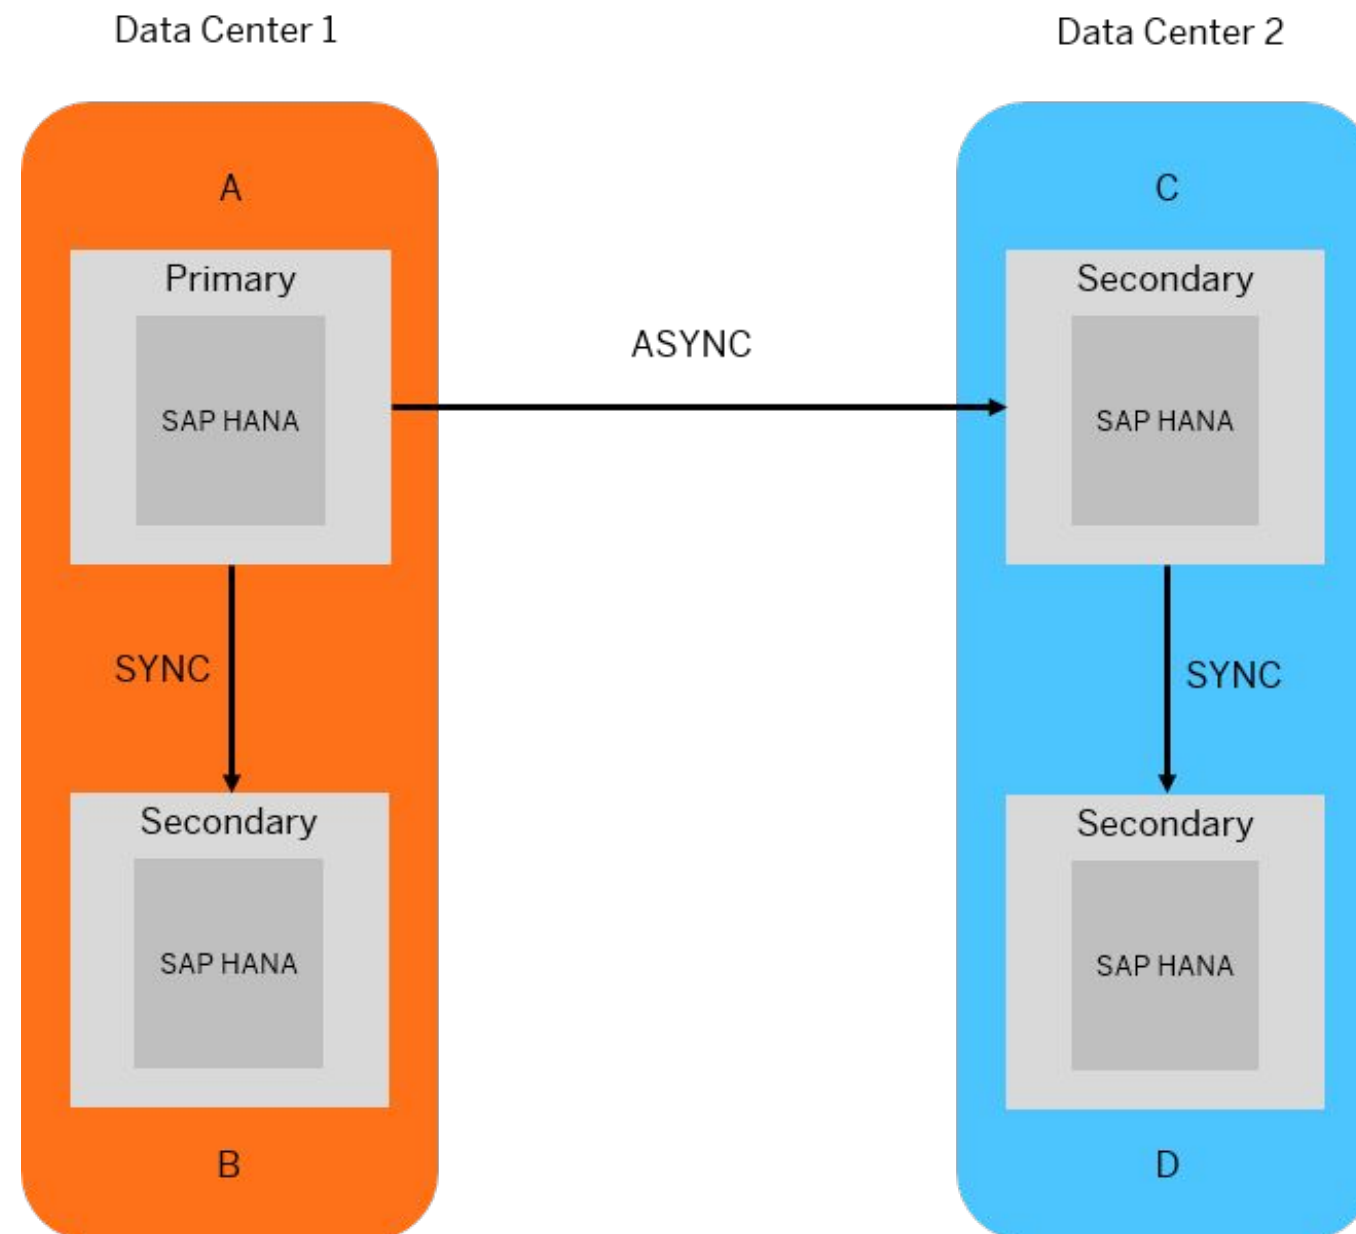 Data Center 1
Data Center 2
A
Primary
SAP HANA
SYNC
Secondary
SAP HANA
B
ASYNC
C
Secondary
SAP HANA
SYNC
Secondary
SAP HANA
D